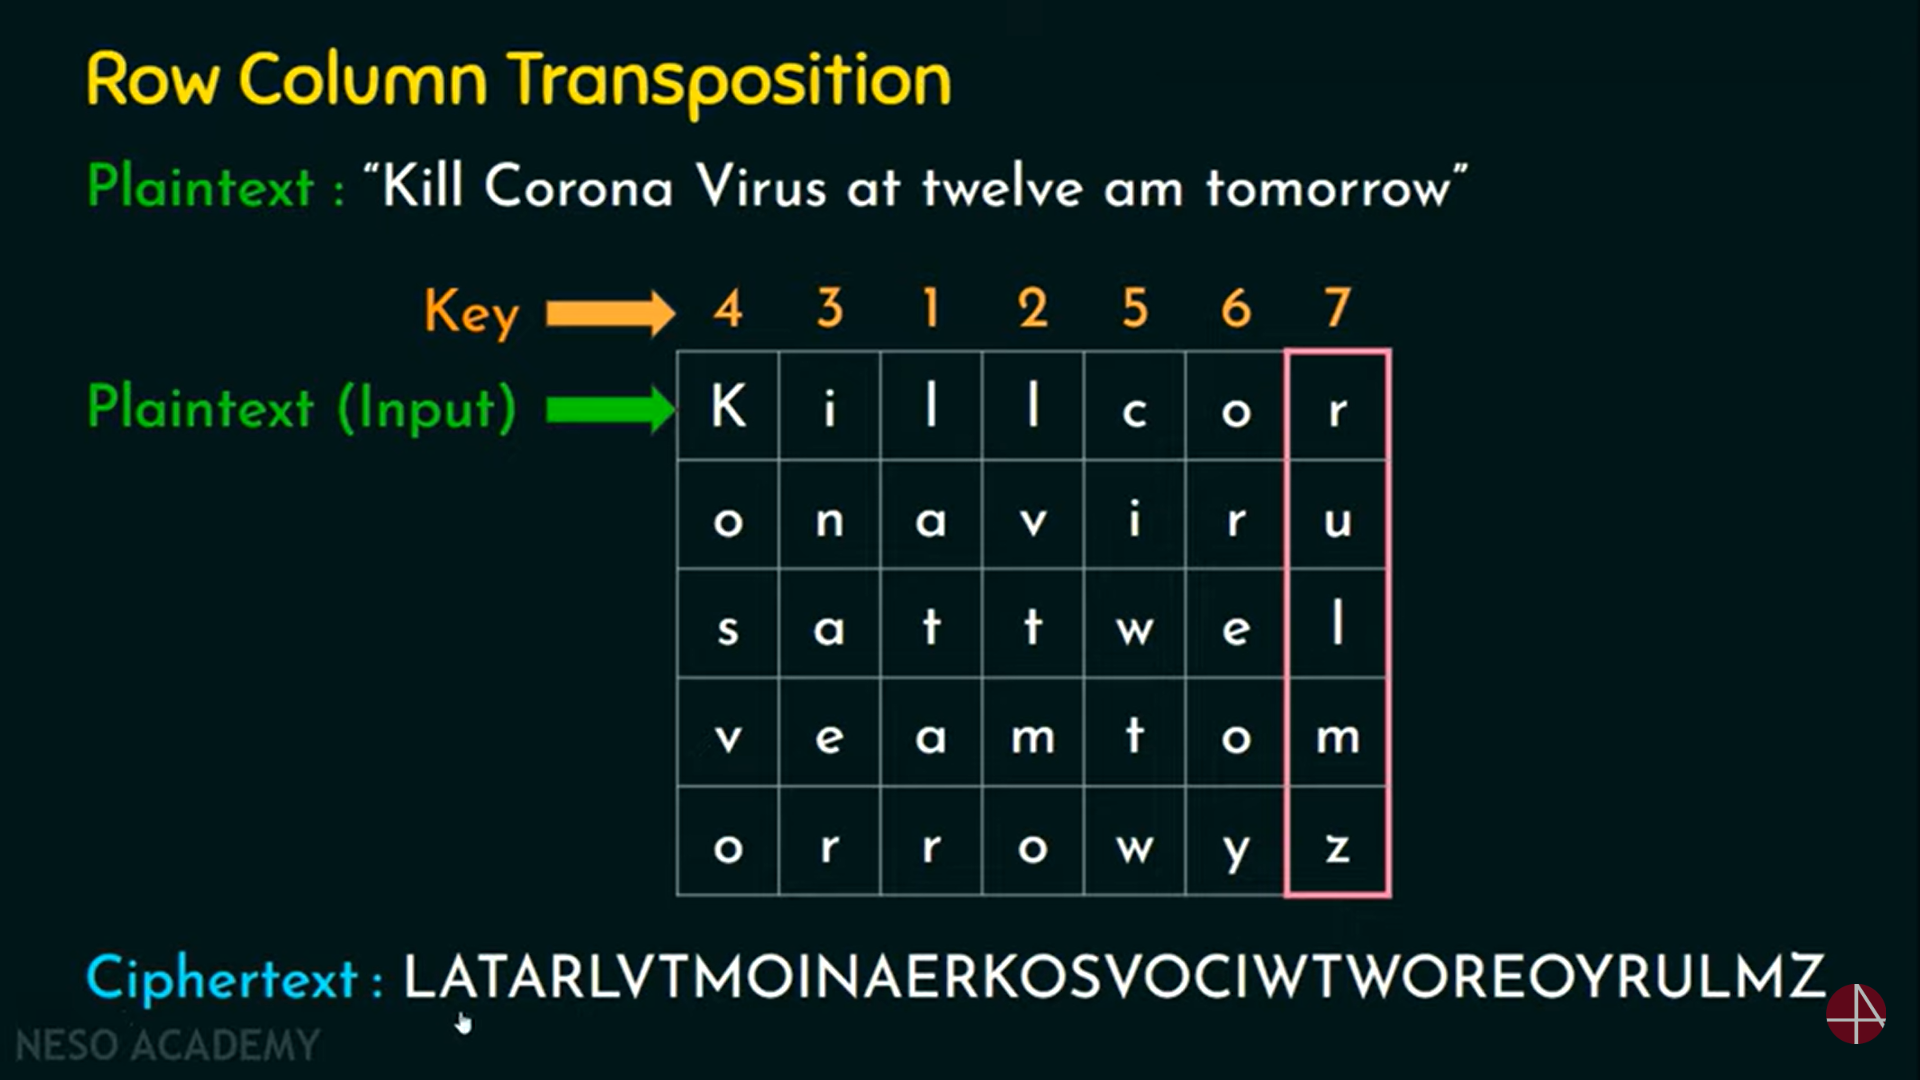 Row Column Transposition
Plaintext : “Kill Corona Virus at twelve am tomorrow”
Key 4 3 1 2 5 6 7
Plaintext (Input) K i l l c o r
o n a v i r u
s a t t w e l
v e a m t o m
o r r o w y z
Ciphertext : LATARLVTMOINAERKOSVOCIWTWOREOYRULMZ
NESO ACADEMY